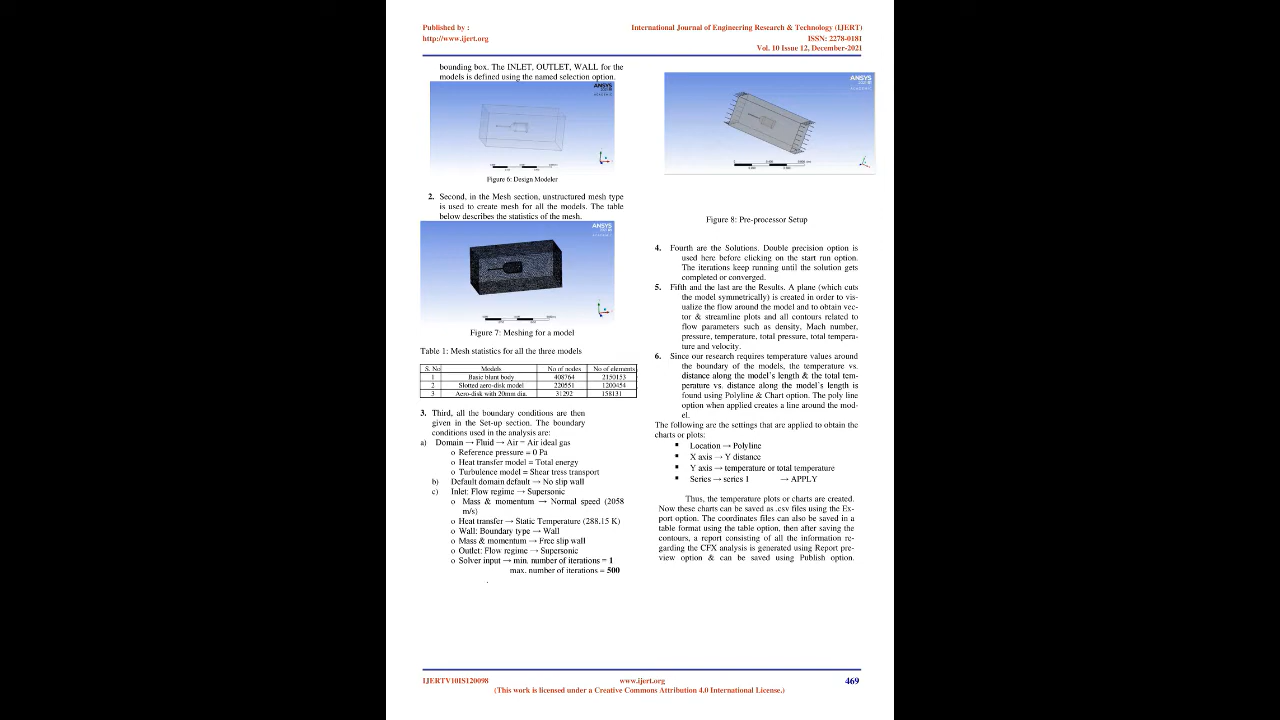 Published by :
http://www.ijert.org
International Journal of Engineering Research & Technology (IJERT)
ISSN: 2278-0181
Vol. 10 Issue 12, December-2021
bounding box. The INLET, OUTLET, WALL for the
models is defined using the named selection option.
ANSYS
ACADEMIC
Figure 6: Design Modeler
2. Second, in the Mesh section, unstructured mesh type
is used to create mesh for all the models. The table
below describes the statistics of the mesh.
ANSYS
ACADEMIC
Figure 7: Meshing for a model
Table 1: Mesh statistics for all the three models
S. No Models No of nodes No of elements
1 Basic blunt body 408764 2150153
2 Slotted aero-disk model 220551 1200454
3 Aero-disk with 20mm dia. 31292 158131
3. Third, all the boundary conditions are then
given in the Set-up section. The boundary
conditions used in the analysis are:
a) Domain → Fluid → Air = Air ideal gas
o Reference pressure = 0 Pa
o Heat transfer model = Total energy
o Turbulence model = Shear tress transport
b) Default domain default → No slip wall
c) Inlet: Flow regime → Supersonic
o Mass & momentum → Normal speed (2058
m/s)
o Heat transfer → Static Temperature (288.15 K)
o Wall: Boundary type → Wall
o Mass & momentum → Free slip wall
o Outlet: Flow regime → Supersonic
o Solver input → min. number of iterations = 1
max. number of iterations = 500
.
ANSYS
ACADEMIC
Figure 8: Pre-processor Setup
4. Fourth are the Solutions. Double precision option is
used here before clicking on the start run option.
The iterations keep running until the solution gets
completed or converged.
5. Fifth and the last are the Results. A plane (which cuts
the model symmetrically) is created in order to vis-
ualize the flow around the model and to obtain vec-
tor & streamline plots and all contours related to
flow parameters such as density, Mach number,
pressure, temperature, total pressure, total tempera-
ture and velocity.
6. Since our research requires temperature values around
the boundary of the models, the temperature vs.
distance along the model's length & the total tem-
perature vs. distance along the model's length is
found using Polyline & Chart option. The poly line
option when applied creates a line around the mod-
el.
The following are the settings that are applied to obtain the
charts or plots:
▪ Location → Polyline
▪ X axis → Y distance
▪ Y axis → temperature or total temperature
▪ Series → series 1 → APPLY
Thus, the temperature plots or charts are created.
Now these charts can be saved as .csv files using the Ex-
port option. The coordinates files can also be saved in a
table format using the table option, then after saving the
contours, a report consisting of all the information re-
garding the CFX analysis is generated using Report pre-
view option & can be saved using Publish option.
IJERTV10IS120098
www.ijert.org
469
(This work is licensed under a Creative Commons Attribution 4.0 International License.)